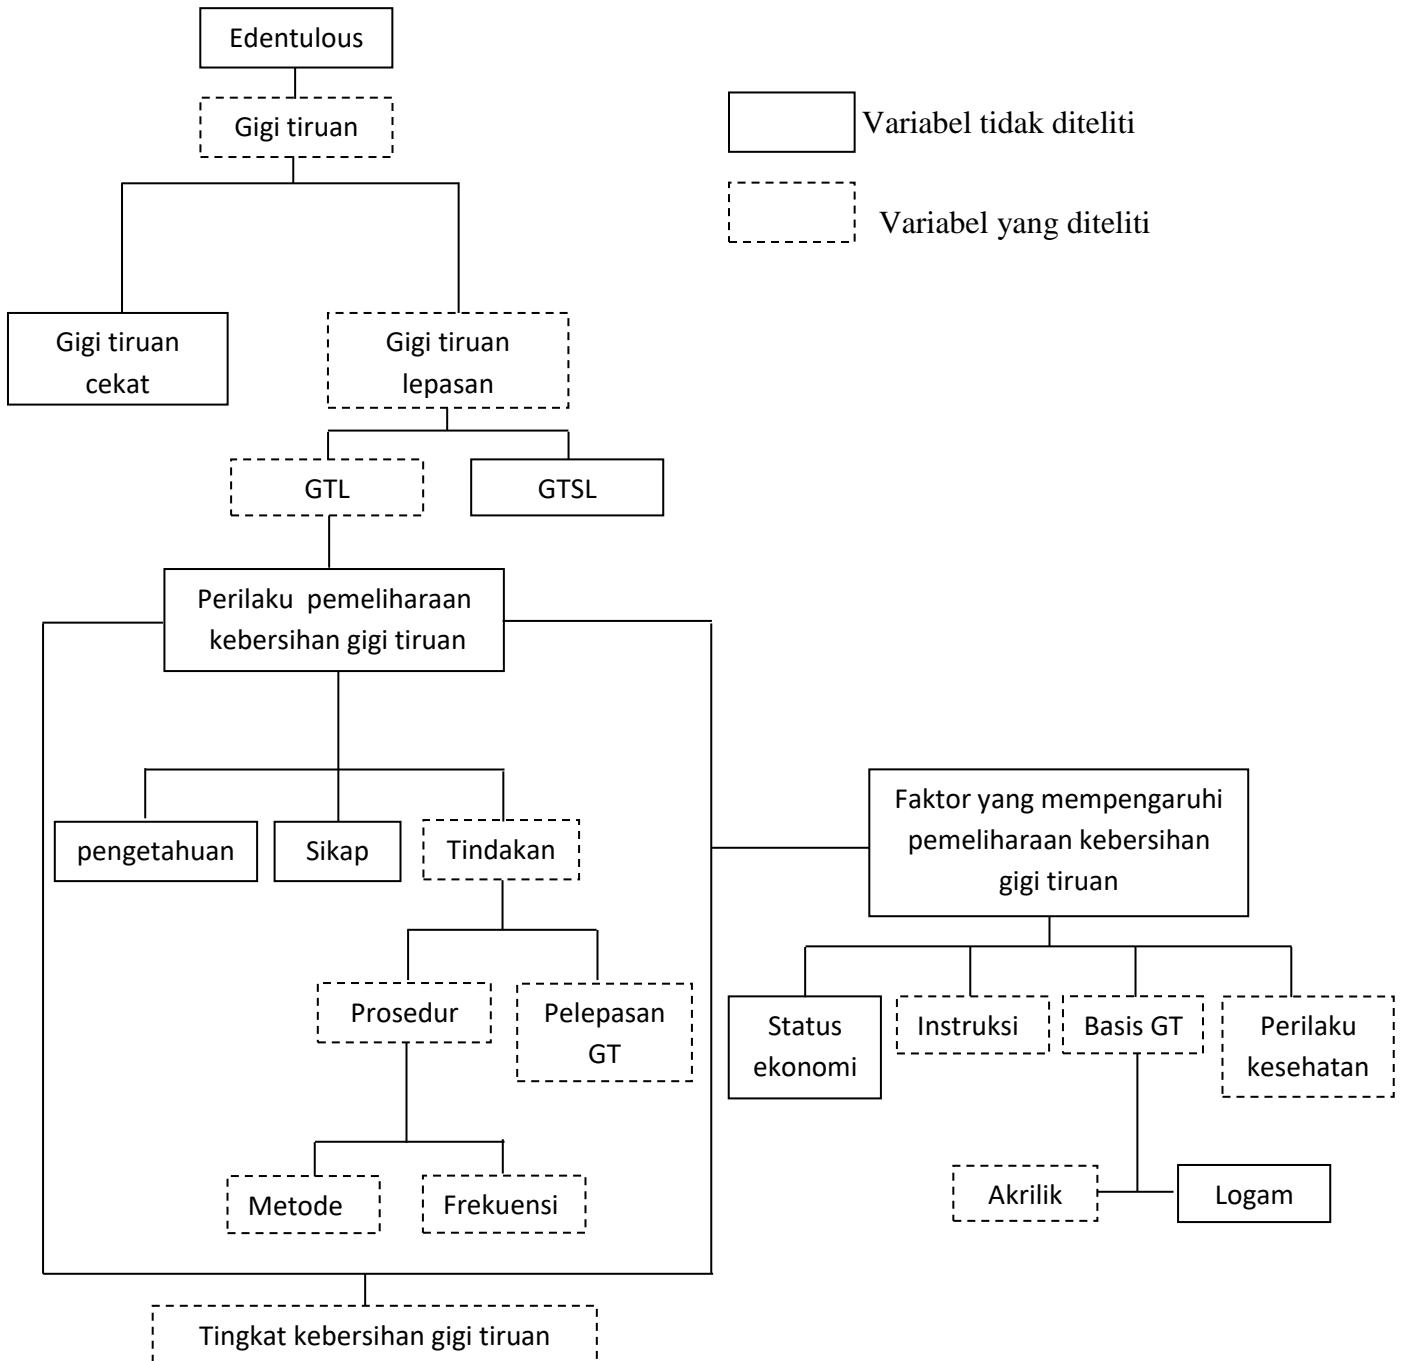 Edentulous
Gigi tiruan
Variabel tidak diteliti
Variabel yang diteliti
Gigi tiruan
cekat
Gigi tiruan
lepasan
GTL
GTSL
Perilaku pemeliharaan
kebersihan gigi tiruan
pengetahuan
Sikap
Tindakan
Faktor yang mempengaruhi
pemeliharaan kebersihan
gigi tiruan
Prosedur
Pelepasan
GT
Status
ekonomi
Instruksi
Basis GT
Perilaku
kesehatan
Metode
Frekuensi
Akrilik
Logam
Tingkat kebersihan gigi tiruan